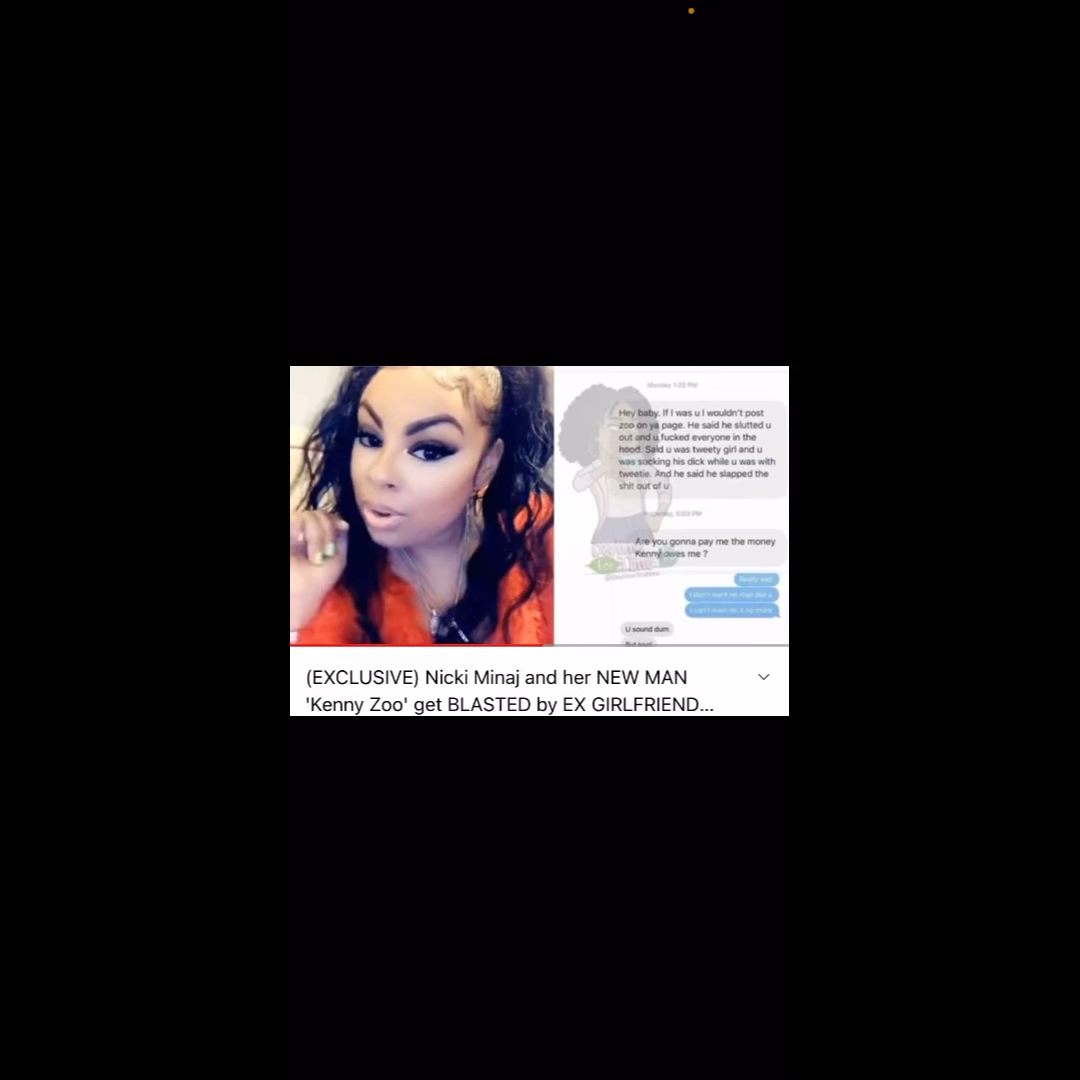 Monday 1:22 PM
Hey baby. If I was u I wouldn't post
zoo on ya page. He said he slutted u
out and u fucked everyone in the
hood. Said u was tweety girl and u
was sucking his dick while u was with
tweetie. And he said he slapped the
shit out of u
6:03 PM
Are you gonna pay me the money
Kenny owes me ?
Really sad
I don't want no man dee u
I can't even do it no more
U sound dum
(EXCLUSIVE) Nicki Minaj and her NEW MAN
'Kenny Zoo' get BLASTED by EX GIRLFRIEND...